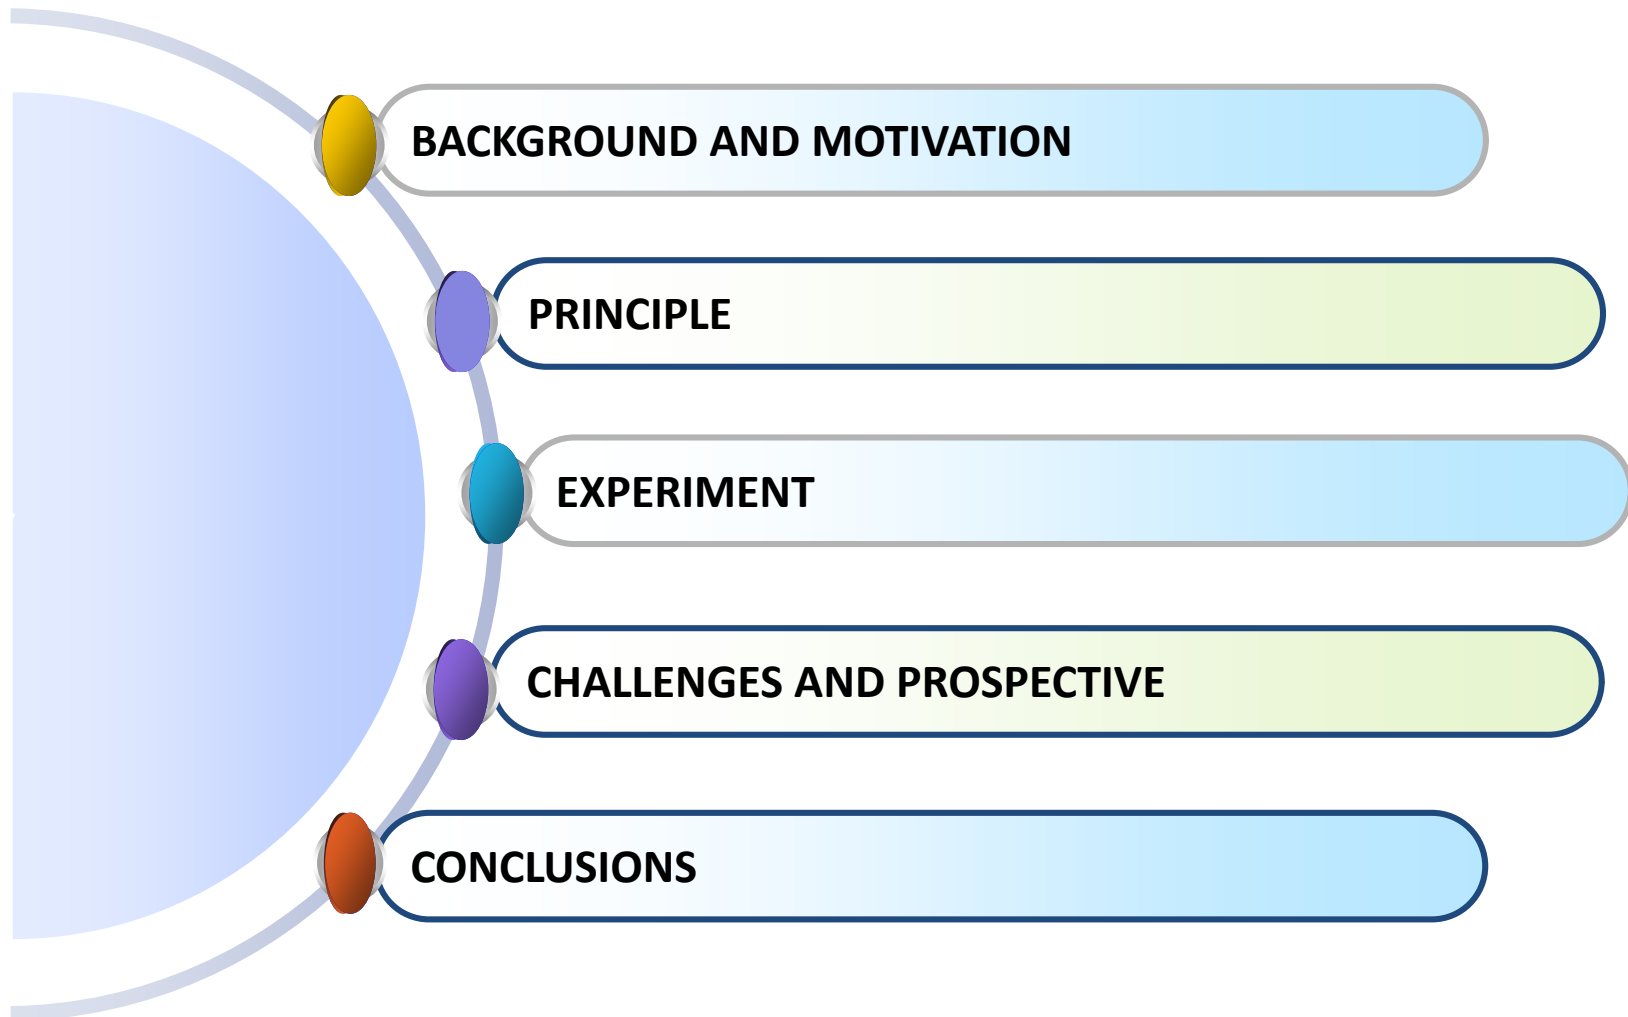 BACKGROUND AND MOTIVATION
PRINCIPLE
EXPERIMENT
CHALLENGES AND PROSPECTIVE
CONCLUSIONS